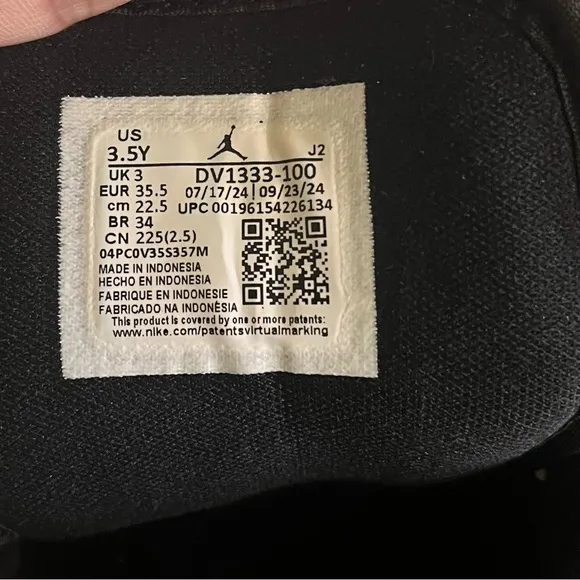 US
3.5Y J2
UK 3 DV1333-100
EUR 35.5 07/17/24 | 09/23/24
cm 22.5 UPC 00196154226134
BR 34
CN 225(2.5)
04PC0V35S357M
MADE IN INDONESIA
HECHO EN INDONESIA
FABRIQUE EN INDONESIE
FABRICADO NA INDONÉSIA
This product is covered by one or more patents:
www.nike.com/patentsvirtualmarking